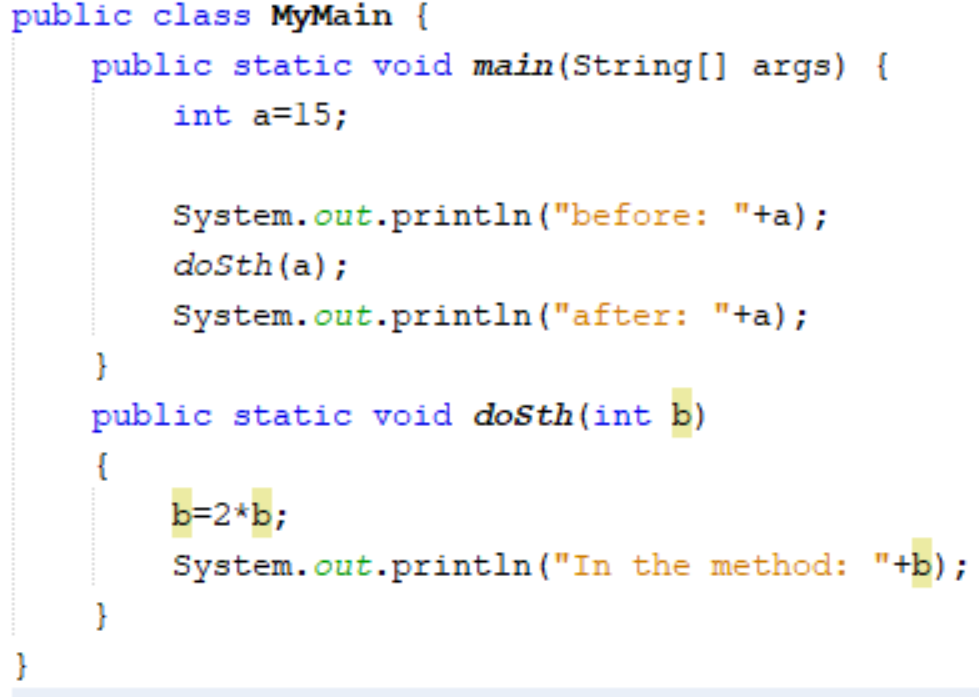 public class MyMain {
    public static void main(String[] args) {
        int a=15;

        System.out.println("before: "+a);
        doSth(a);
        System.out.println("after: "+a);
    }
    public static void doSth(int b)
    {
        b=2*b;
        System.out.println("In the method: "+b);
    }
}